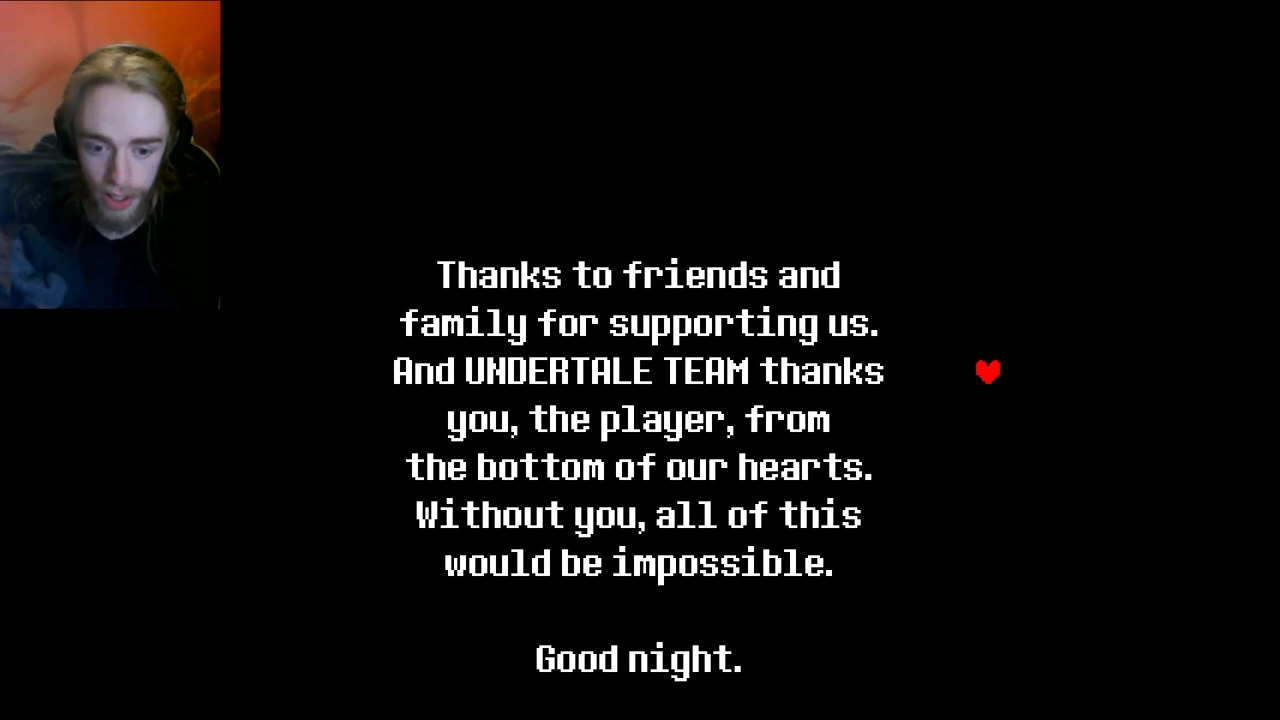 Thanks to friends and
family for supporting us.
And UNDERTALE TEAM thanks
you, the player, from
the bottom of our hearts.
Without you, all of this
would be impossible.
Good night.